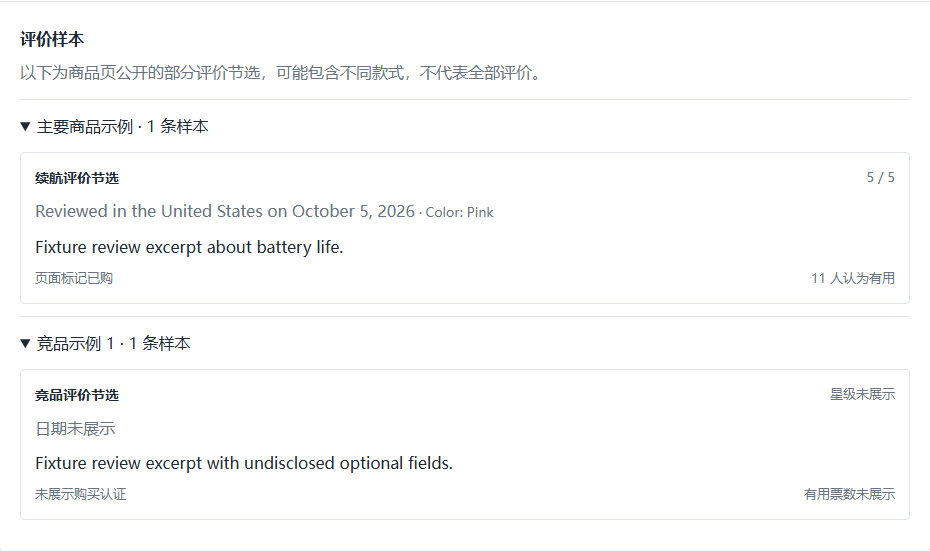 评价样本
以下为商品页公开的部分评价节选，可能包含不同款式，不代表全部评价。
▼ 主要商品示例 · 1 条样本
续航评价节选 5 / 5
Reviewed in the United States on October 5, 2026 · Color: Pink
Fixture review excerpt about battery life.
页面标记已购 11 人认为有用
▼ 竞品示例 1 · 1 条样本
竞品评价节选 星级未展示
日期未展示
Fixture review excerpt with undisclosed optional fields.
未展示购买认证 有用票数未展示